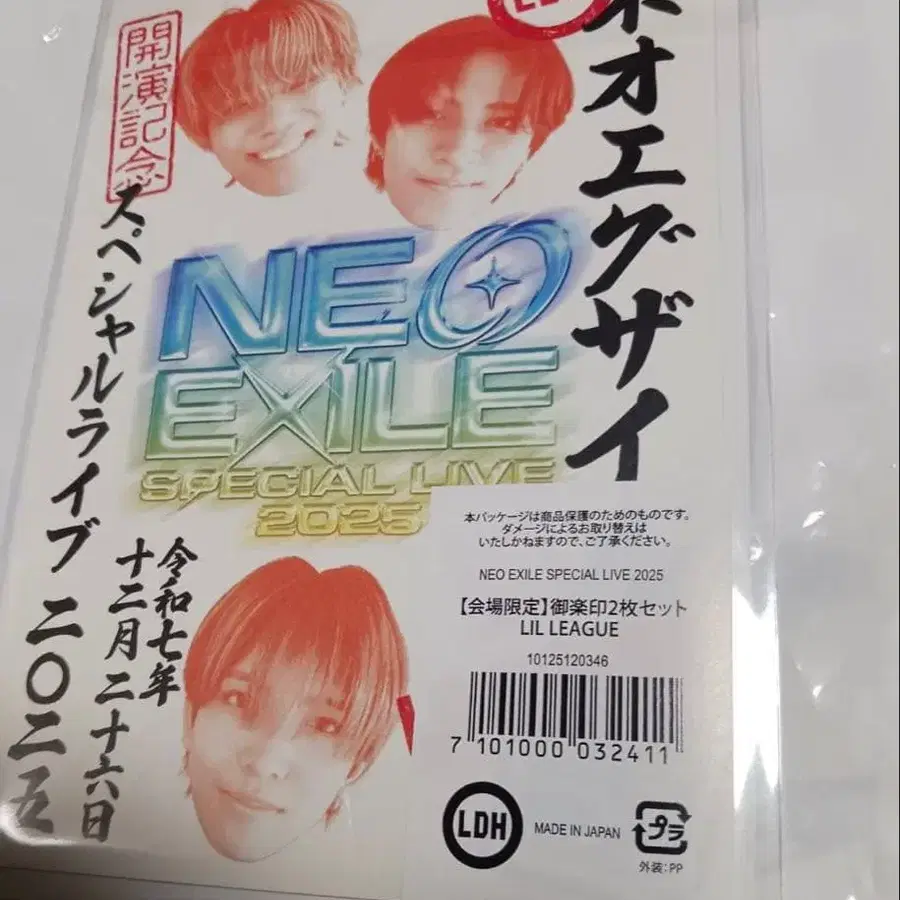 ネオエグザイ
LDH
開演記念
スペシャルライブ 二〇二五
NEO
EXILE
SPECIAL LIVE
2025
令和七年
十二月二十六日
本パッケージは商品保護のためのものです。
ダメージによるお取り替えは
いたしかねますので、ご了承ください。
NEO EXILE SPECIAL LIVE 2025
【会場限定】御楽印2枚セット
LIL LEAGUE
10125120346
7 101000 032411
LDH
MADE IN JAPAN
プラ
外装:PP